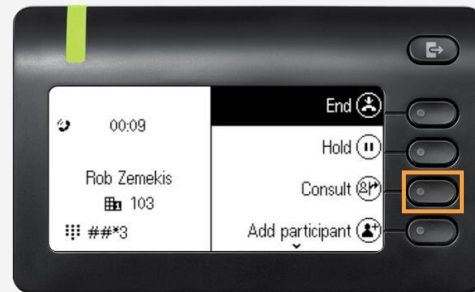 00:09
Rob Zemekis
103
##*3
End
Hold
Consult
Add participant